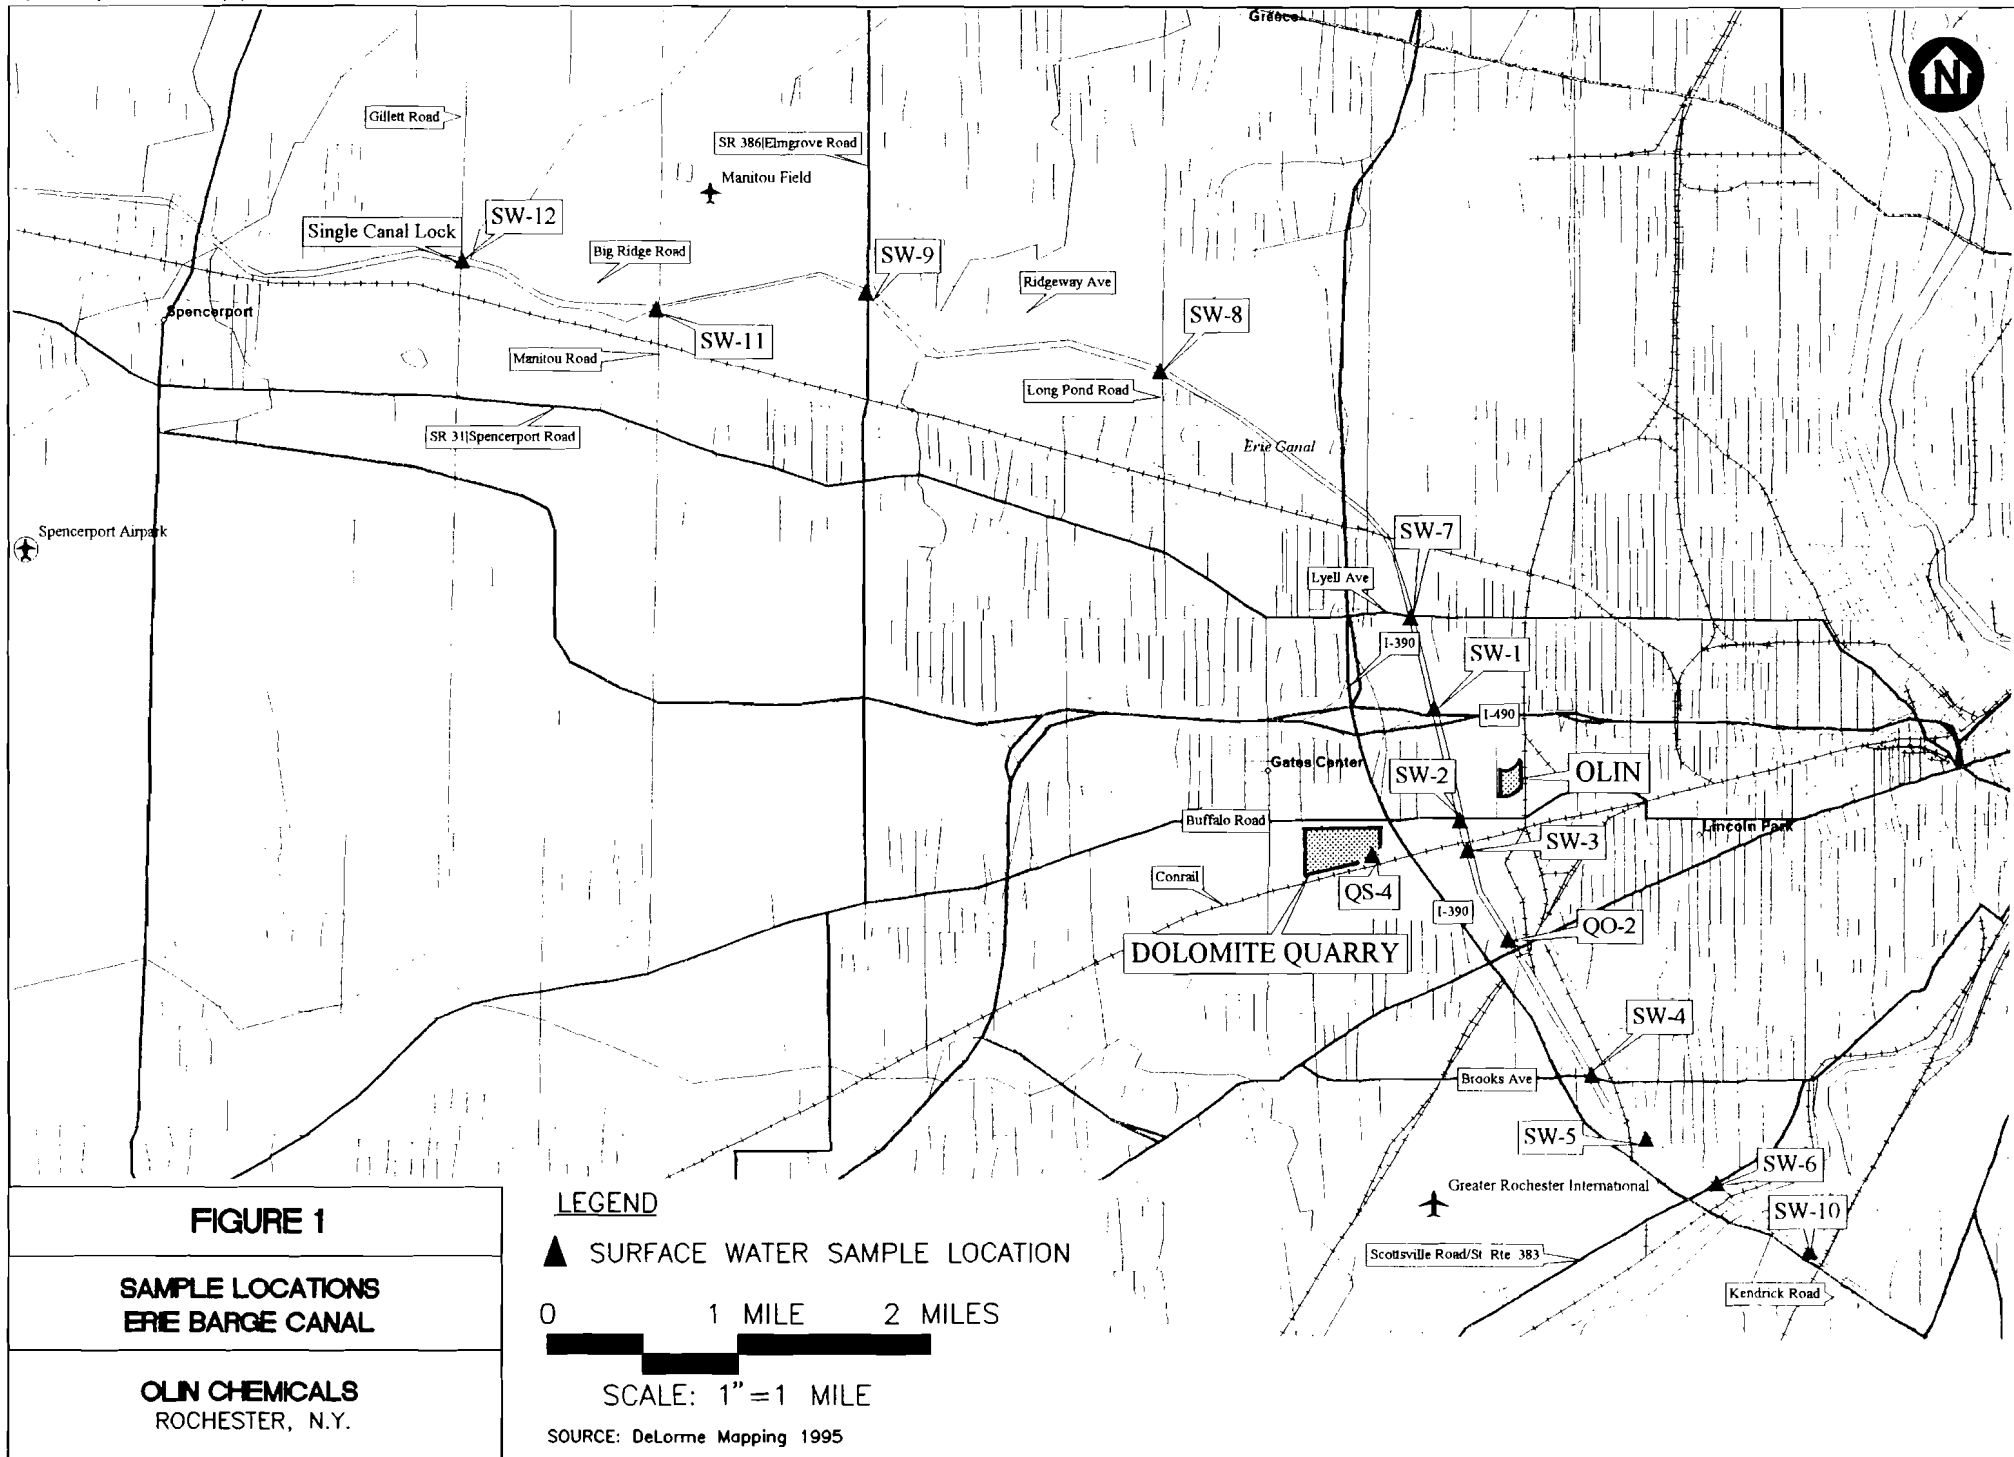 Greece
N
Gillett Road
SR 386|Elmgrove Road
Manitou Field
SW-12
Single Canal Lock
Big Ridge Road
SW-9
Ridgeway Ave
SW-8
Spencerport
SW-11
Manitou Road
Long Pond Road
SR 31|Spencerport Road
Erie Canal
Spencerport Airpark
SW-7
Lyell Ave
I-390
SW-1
I-490
Gates Center
SW-2
OLIN
Buffalo Road
Lincoln Park
SW-3
Conrail
QS-4
I-390
QO-2
DOLOMITE QUARRY
SW-4
Brooks Ave
SW-5
SW-6
Greater Rochester International
SW-10
Scottsville Road/St Rte 383
Kendrick Road
FIGURE 1
SAMPLE LOCATIONS
ERIE BARGE CANAL
OLIN CHEMICALS
ROCHESTER, N.Y.
LEGEND
SURFACE WATER SAMPLE LOCATION
0 1 MILE 2 MILES
SCALE: 1"=1 MILE
SOURCE: DeLorme Mapping 1995